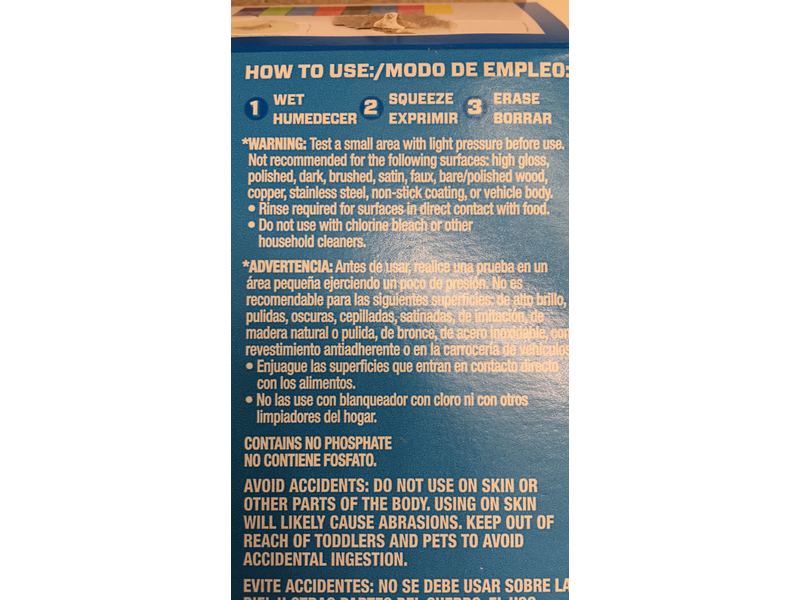 HOW TO USE:/MODO DE EMPLEO:
1 WET HUMEDECER 2 SQUEEZE EXPRIMIR 3 ERASE BORRAR
*WARNING: Test a small area with light pressure before use.
Not recommended for the following surfaces: high gloss,
polished, dark, brushed, satin, faux, bare/polished wood,
copper, stainless steel, non-stick coating, or vehicle body.
• Rinse required for surfaces in direct contact with food.
• Do not use with chlorine bleach or other
household cleaners.
*ADVERTENCIA: Antes de usar, realice una prueba en un
área pequeña ejerciendo un poco de presión. No es
recomendable para las siguientes superficies: de alto brillo,
pulidas, oscuras, cepilladas, satinadas, de imitación, de
madera natural o pulida, de bronce, de acero inoxidable, con
revestimiento antiadherente o en la carrocería de vehículos
• Enjuague las superficies que entran en contacto directo
con los alimentos.
• No las use con blanqueador con cloro ni con otros
limpiadores del hogar.
CONTAINS NO PHOSPHATE
NO CONTIENE FOSFATO.
AVOID ACCIDENTS: DO NOT USE ON SKIN OR
OTHER PARTS OF THE BODY. USING ON SKIN
WILL LIKELY CAUSE ABRASIONS. KEEP OUT OF
REACH OF TODDLERS AND PETS TO AVOID
ACCIDENTAL INGESTION.
EVITE ACCIDENTES: NO SE DEBE USAR SOBRE LA
PIEL U OTRAS PARTES DEL CUERPO. EL USO